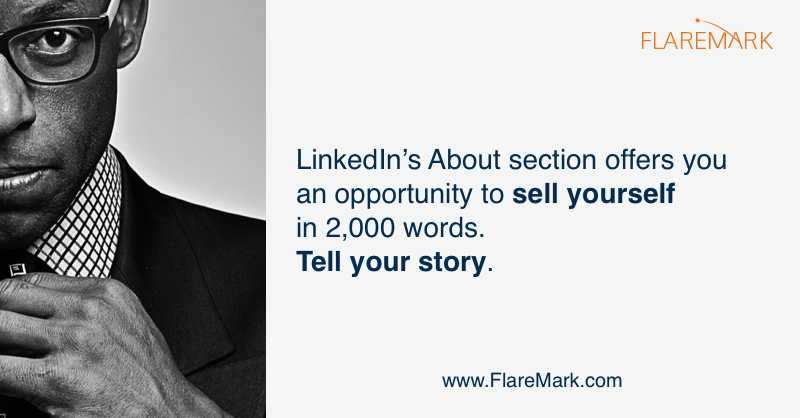 FLAREMARK
LinkedIn’s About section offers you
an opportunity to sell yourself
in 2,000 words.
Tell your story.
www.FlareMark.com